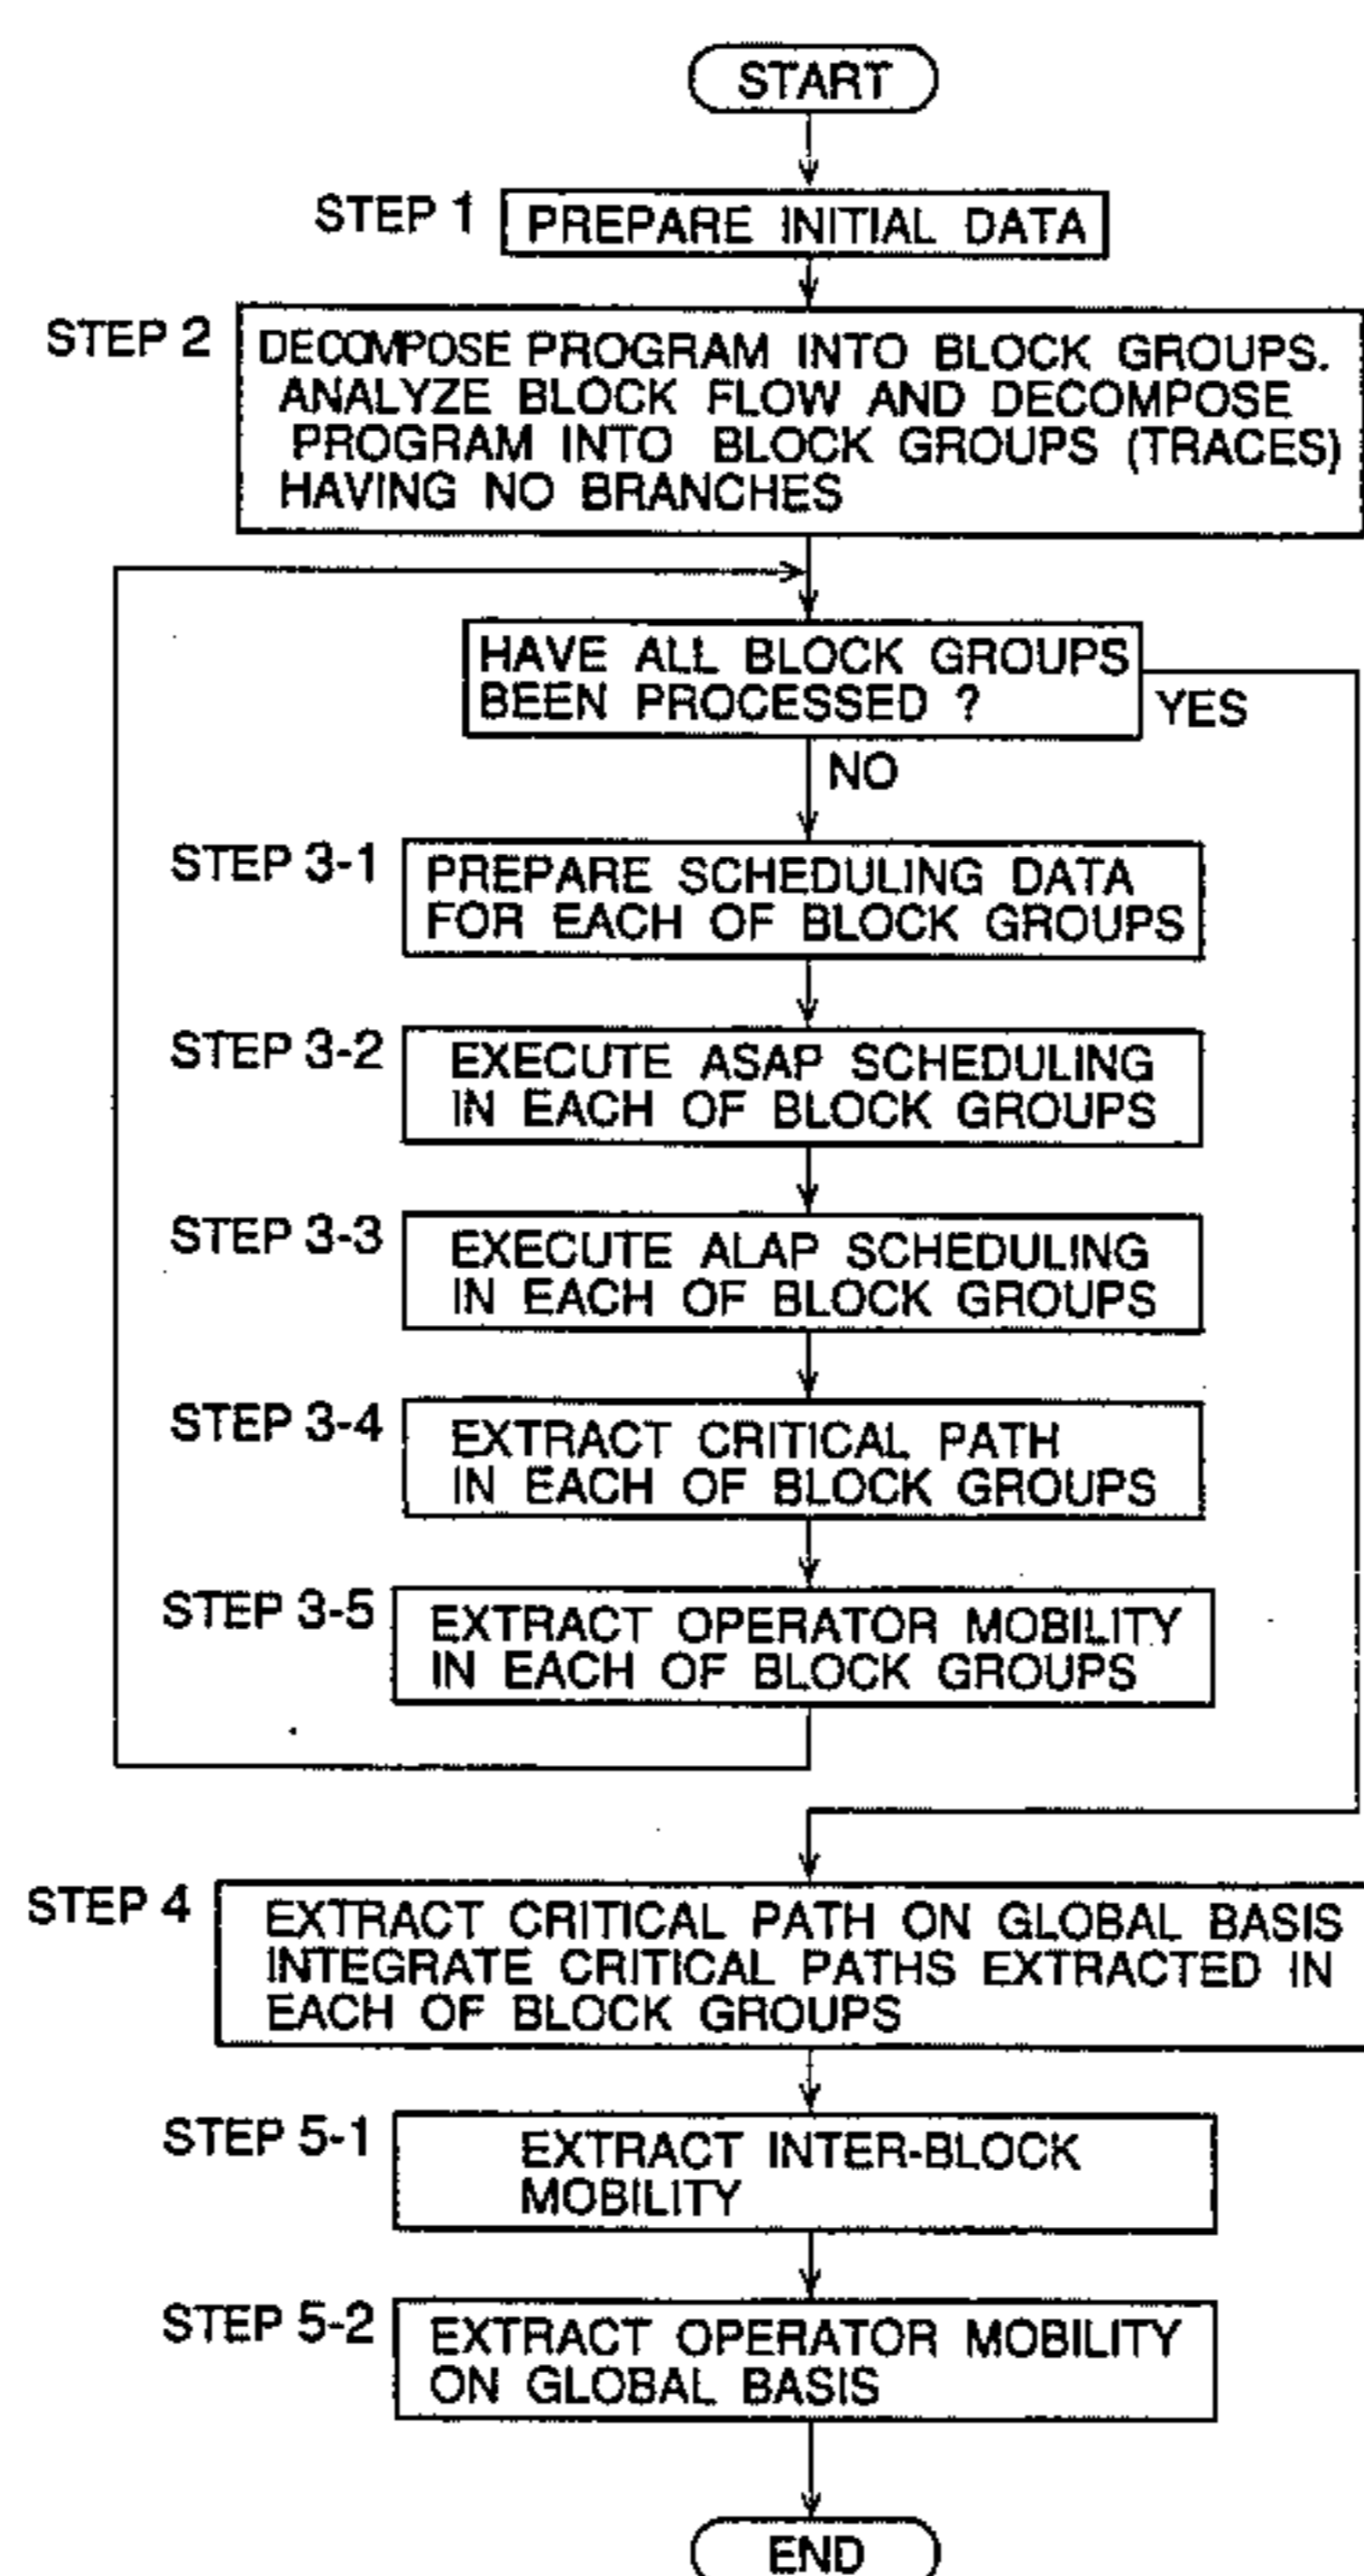 START
STEP 1
PREPARE INITIAL DATA
STEP 2
DECOMPOSE PROGRAM INTO BLOCK GROUPS.
ANALYZE BLOCK FLOW AND DECOMPOSE
PROGRAM INTO BLOCK GROUPS (TRACES)
HAVING NO BRANCHES
HAVE ALL BLOCK GROUPS
BEEN PROCESSED ?
YES
NO
STEP 3-1
PREPARE SCHEDULING DATA
FOR EACH OF BLOCK GROUPS
STEP 3-2
EXECUTE ASAP SCHEDULING
IN EACH OF BLOCK GROUPS
STEP 3-3
EXECUTE ALAP SCHEDULING
IN EACH OF BLOCK GROUPS
STEP 3-4
EXTRACT CRITICAL PATH
IN EACH OF BLOCK GROUPS
STEP 3-5
EXTRACT OPERATOR MOBILITY
IN EACH OF BLOCK GROUPS
STEP 4
EXTRACT CRITICAL PATH ON GLOBAL BASIS
INTEGRATE CRITICAL PATHS EXTRACTED IN
EACH OF BLOCK GROUPS
STEP 5-1
EXTRACT INTER-BLOCK
MOBILITY
STEP 5-2
EXTRACT OPERATOR MOBILITY
ON GLOBAL BASIS
END